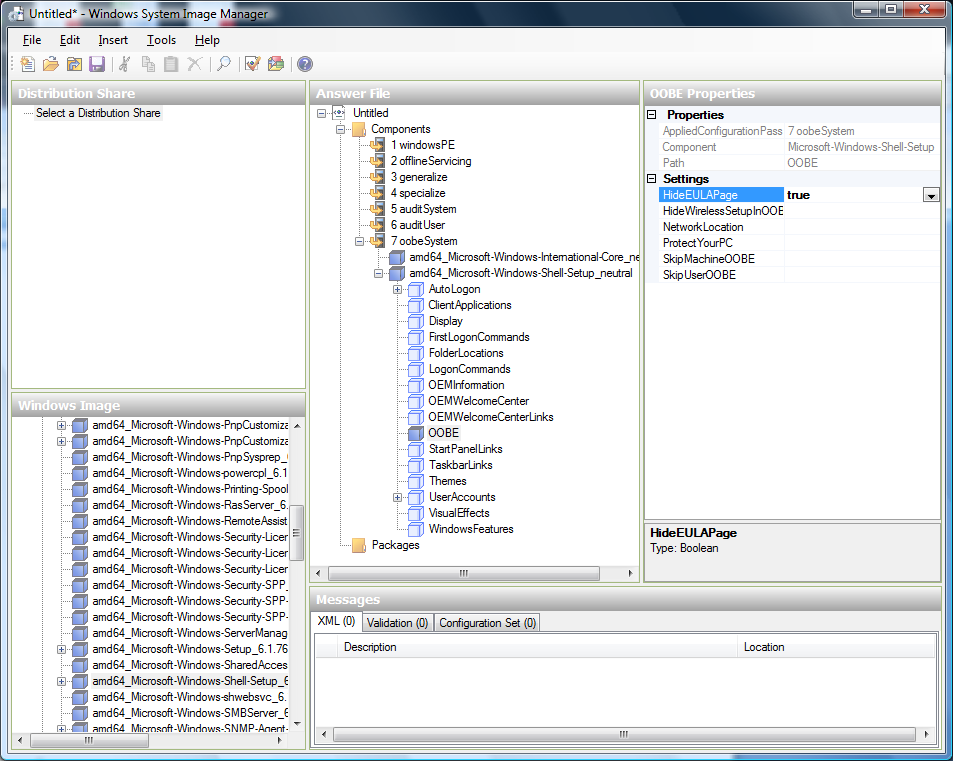 Untitled* - Windows System Image Manager
File Edit Insert Tools Help
Distribution Share
Select a Distribution Share
Windows Image
amd64_Microsoft-Windows-PnpCustomiza
amd64_Microsoft-Windows-PnpCustomiza
amd64_Microsoft-Windows-PnpSysprep_
amd64_Microsoft-Windows-powercpl_6.1
amd64_Microsoft-Windows-Printing-Spool
amd64_Microsoft-Windows-RasServer_6.
amd64_Microsoft-Windows-RemoteAssist
amd64_Microsoft-Windows-Security-Licer
amd64_Microsoft-Windows-Security-Licer
amd64_Microsoft-Windows-Security-Licer
amd64_Microsoft-Windows-Security-SPP_
amd64_Microsoft-Windows-Security-SPP-
amd64_Microsoft-Windows-Security-SPP-
amd64_Microsoft-Windows-ServerManag
amd64_Microsoft-Windows-Setup_6.1.76
amd64_Microsoft-Windows-SharedAcces
amd64_Microsoft-Windows-Shell-Setup_6
amd64_Microsoft-Windows-shwebsvc_6.
amd64_Microsoft-Windows-SMBServer_6
amd64_Microsoft-Windows-SNMP-Agent-
Answer File
Untitled
Components
1 windowsPE
2 offlineServicing
3 generalize
4 specialize
5 auditSystem
6 auditUser
7 oobeSystem
amd64_Microsoft-Windows-International-Core_ne
amd64_Microsoft-Windows-Shell-Setup_neutral
AutoLogon
ClientApplications
Display
FirstLogonCommands
FolderLocations
LogonCommands
OEMInformation
OEMWelcomeCenter
OEMWelcomeCenterLinks
OOBE
StartPanelLinks
TaskbarLinks
Themes
UserAccounts
VisualEffects
WindowsFeatures
Packages
OOBE Properties
Properties
AppliedConfigurationPass 7 oobeSystem
Component Microsoft-Windows-Shell-Setup
Path OOBE
Settings
HideEULAPage true
HideWirelessSetupInOOE
NetworkLocation
ProtectYourPC
SkipMachineOOBE
SkipUserOOBE
HideEULAPage
Type: Boolean
Messages
XML (0) Validation (0) Configuration Set (0)
Description Location